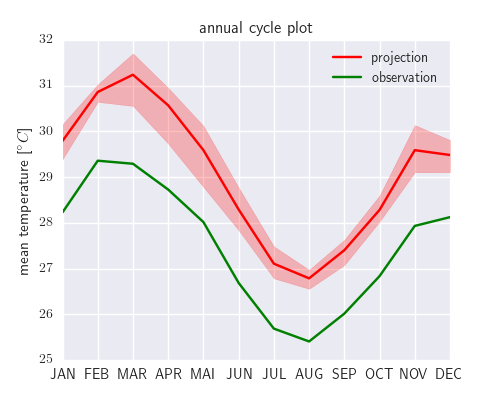 annual cycle plot
32
31
30
29
28
27
26
25
mean temperature [°C]
projection
observation
JAN FEB MAR APR MAI JUN JUL AUG SEP OCT NOV DEC